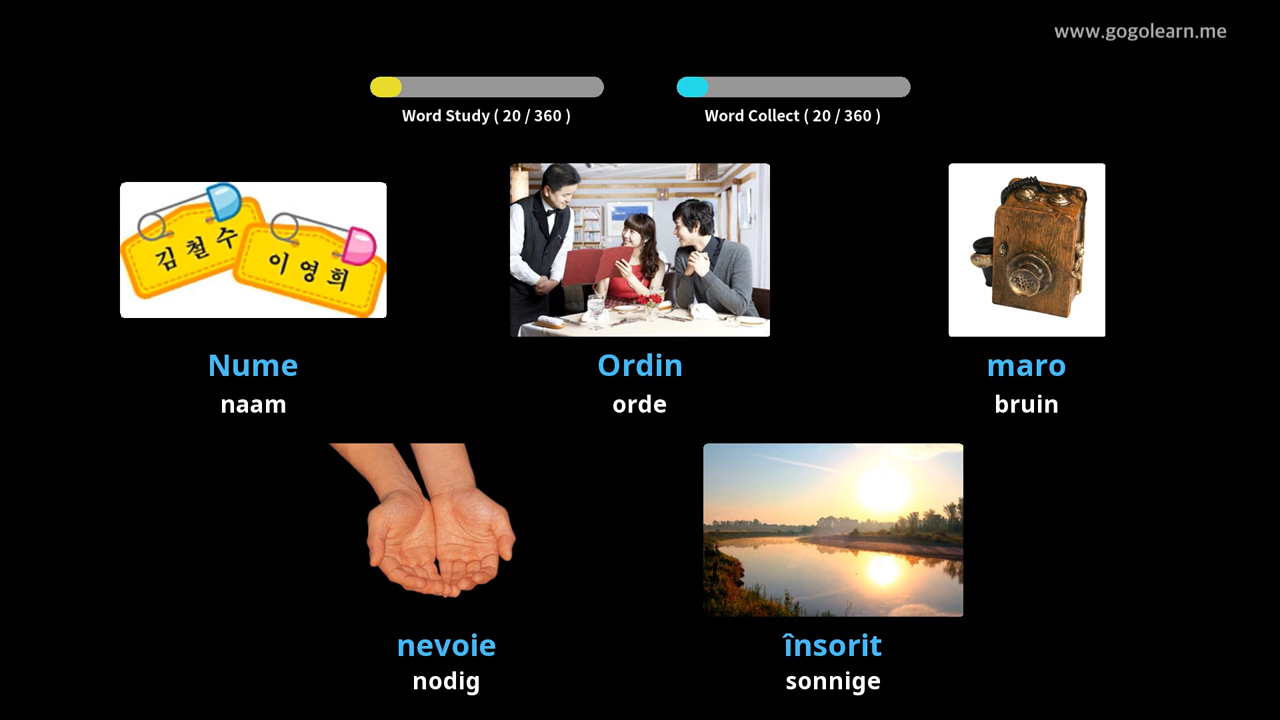 www.gogolearn.me
Word Study ( 20 / 360 )
Word Collect ( 20 / 360 )
김철수
이영희
Nume
naam
Ordin
orde
maro
bruin
nevoie
nodig
însorit
sonnige